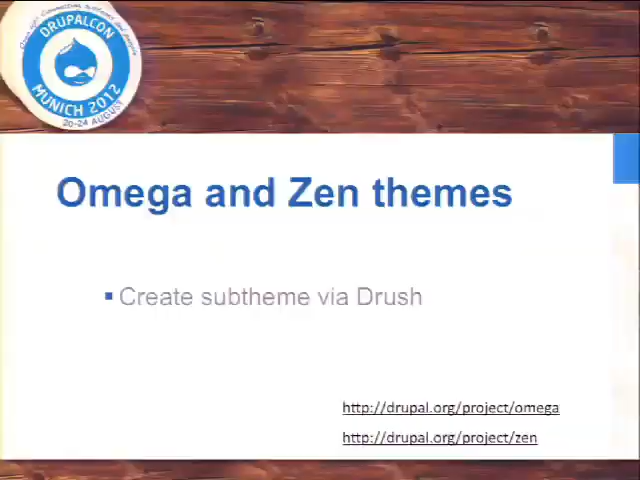 DRUPALCON
MUNICH 2012
20-24 AUGUST
Omega and Zen themes
Create subtheme via Drush
http://drupal.org/project/omega
http://drupal.org/project/zen